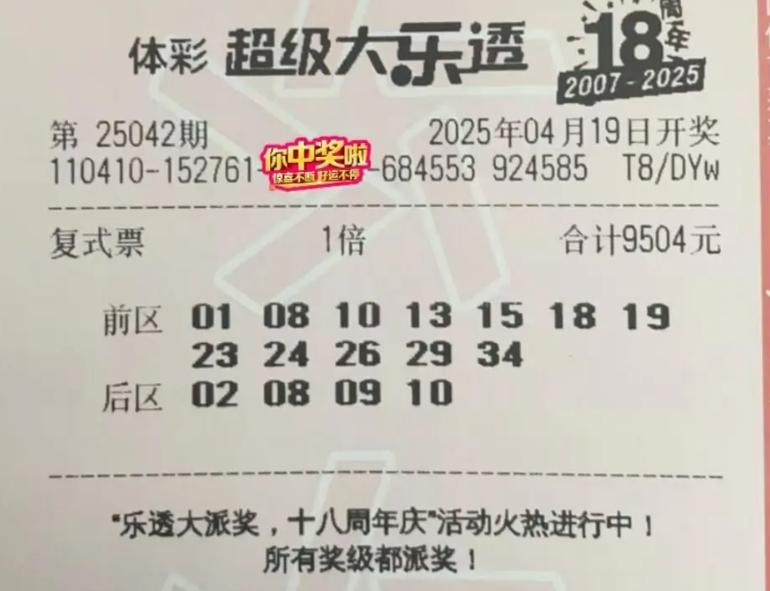 体彩 超级大乐透 18周年
2007-2025
第 25042期 2025年04月19日开奖
110410-152761- 你中奖啦 -684553 924585 T8/DYw
惊喜不断 好运不停
复式票 1倍 合计9504元
前区 01 08 10 13 15 18 19
23 24 26 29 34
后区 02 08 09 10
"乐透大派奖，十八周年庆"活动火热进行中！
所有奖级都派奖！